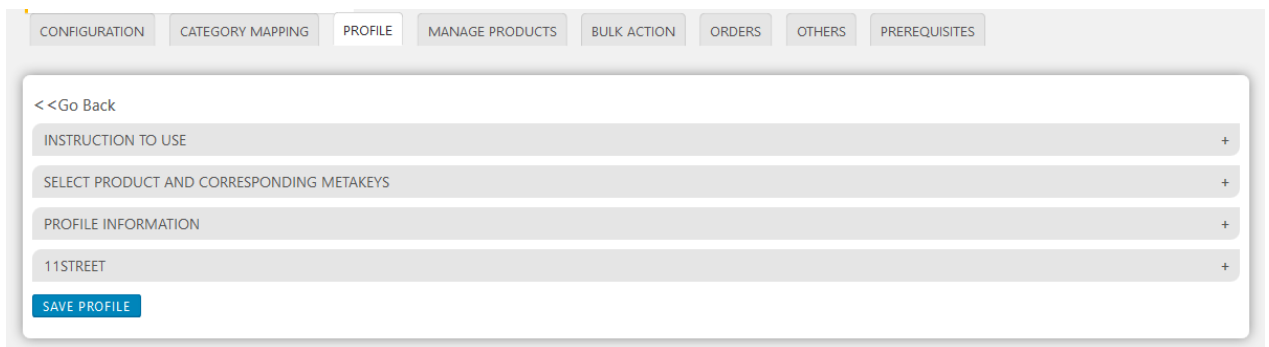 CONFIGURATION CATEGORY MAPPING PROFILE MANAGE PRODUCTS BULK ACTION ORDERS OTHERS PREREQUISITES
<<Go Back
INSTRUCTION TO USE +
SELECT PRODUCT AND CORRESPONDING METAKEYS +
PROFILE INFORMATION +
11STREET +
SAVE PROFILE